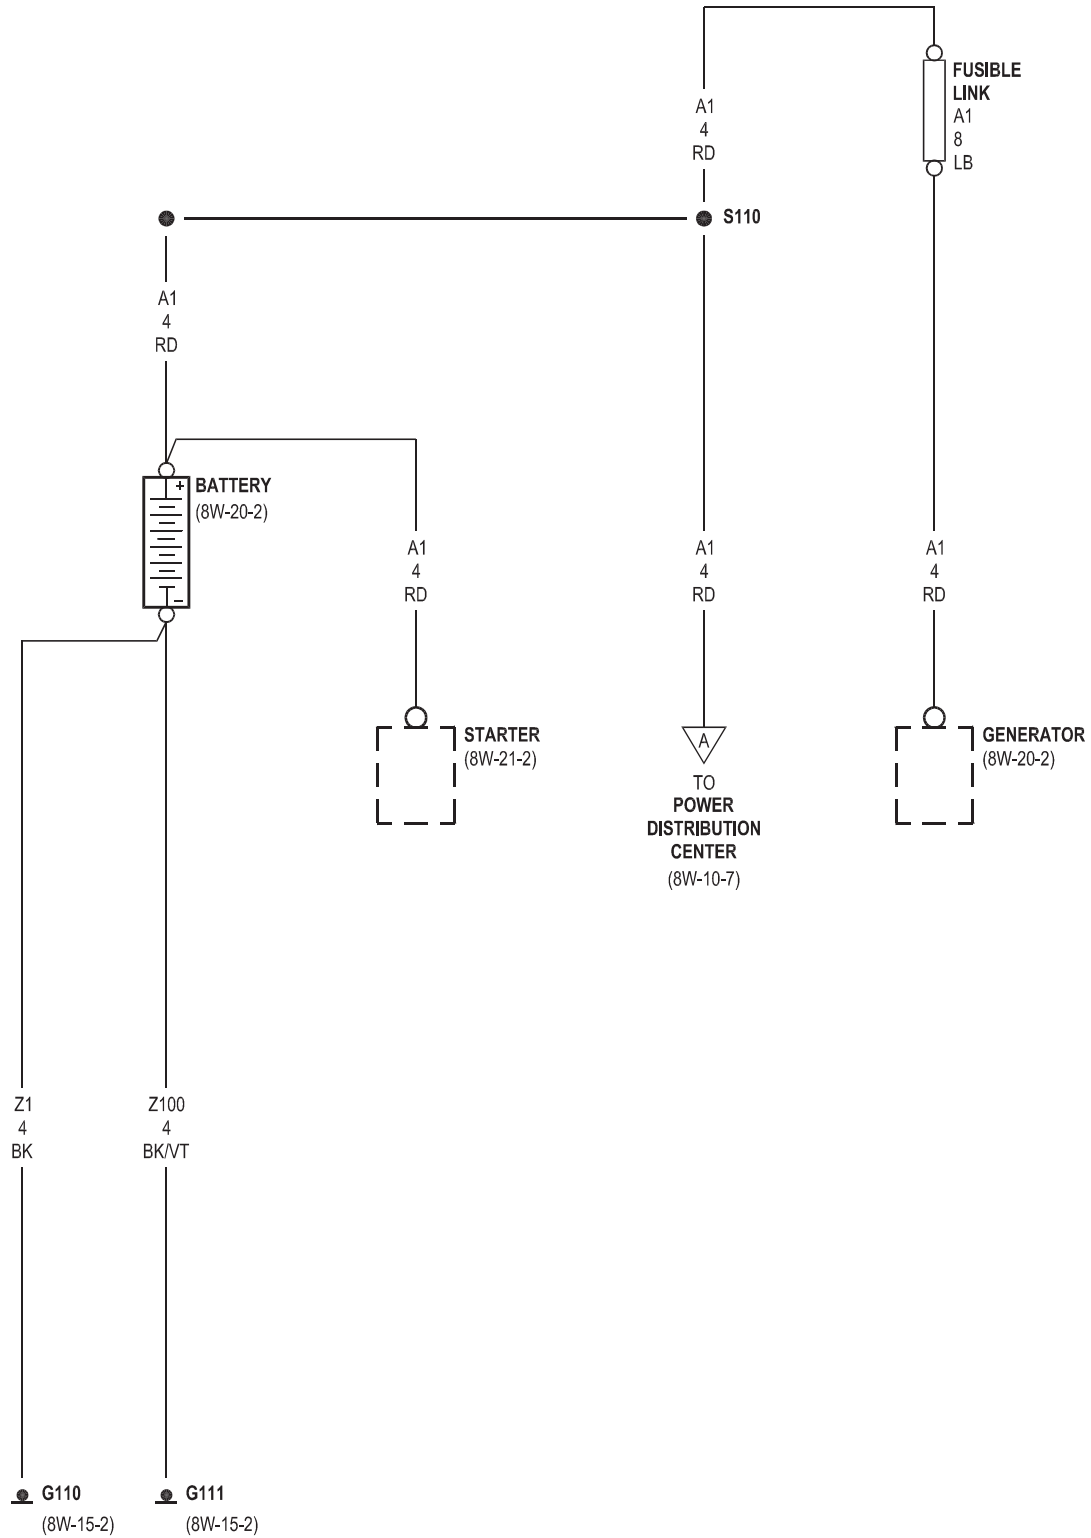 FUSIBLE
LINK
A1
8
LB
A1
4
RD
S110
A1
4
RD
+
BATTERY
(8W-20-2)
–
A1
4
RD
A1
4
RD
A1
4
RD
STARTER
(8W-21-2)
A
TO
POWER
DISTRIBUTION
CENTER
(8W-10-7)
GENERATOR
(8W-20-2)
Z1
4
BK
Z100
4
BK/VT
G110
(8W-15-2)
G111
(8W-15-2)